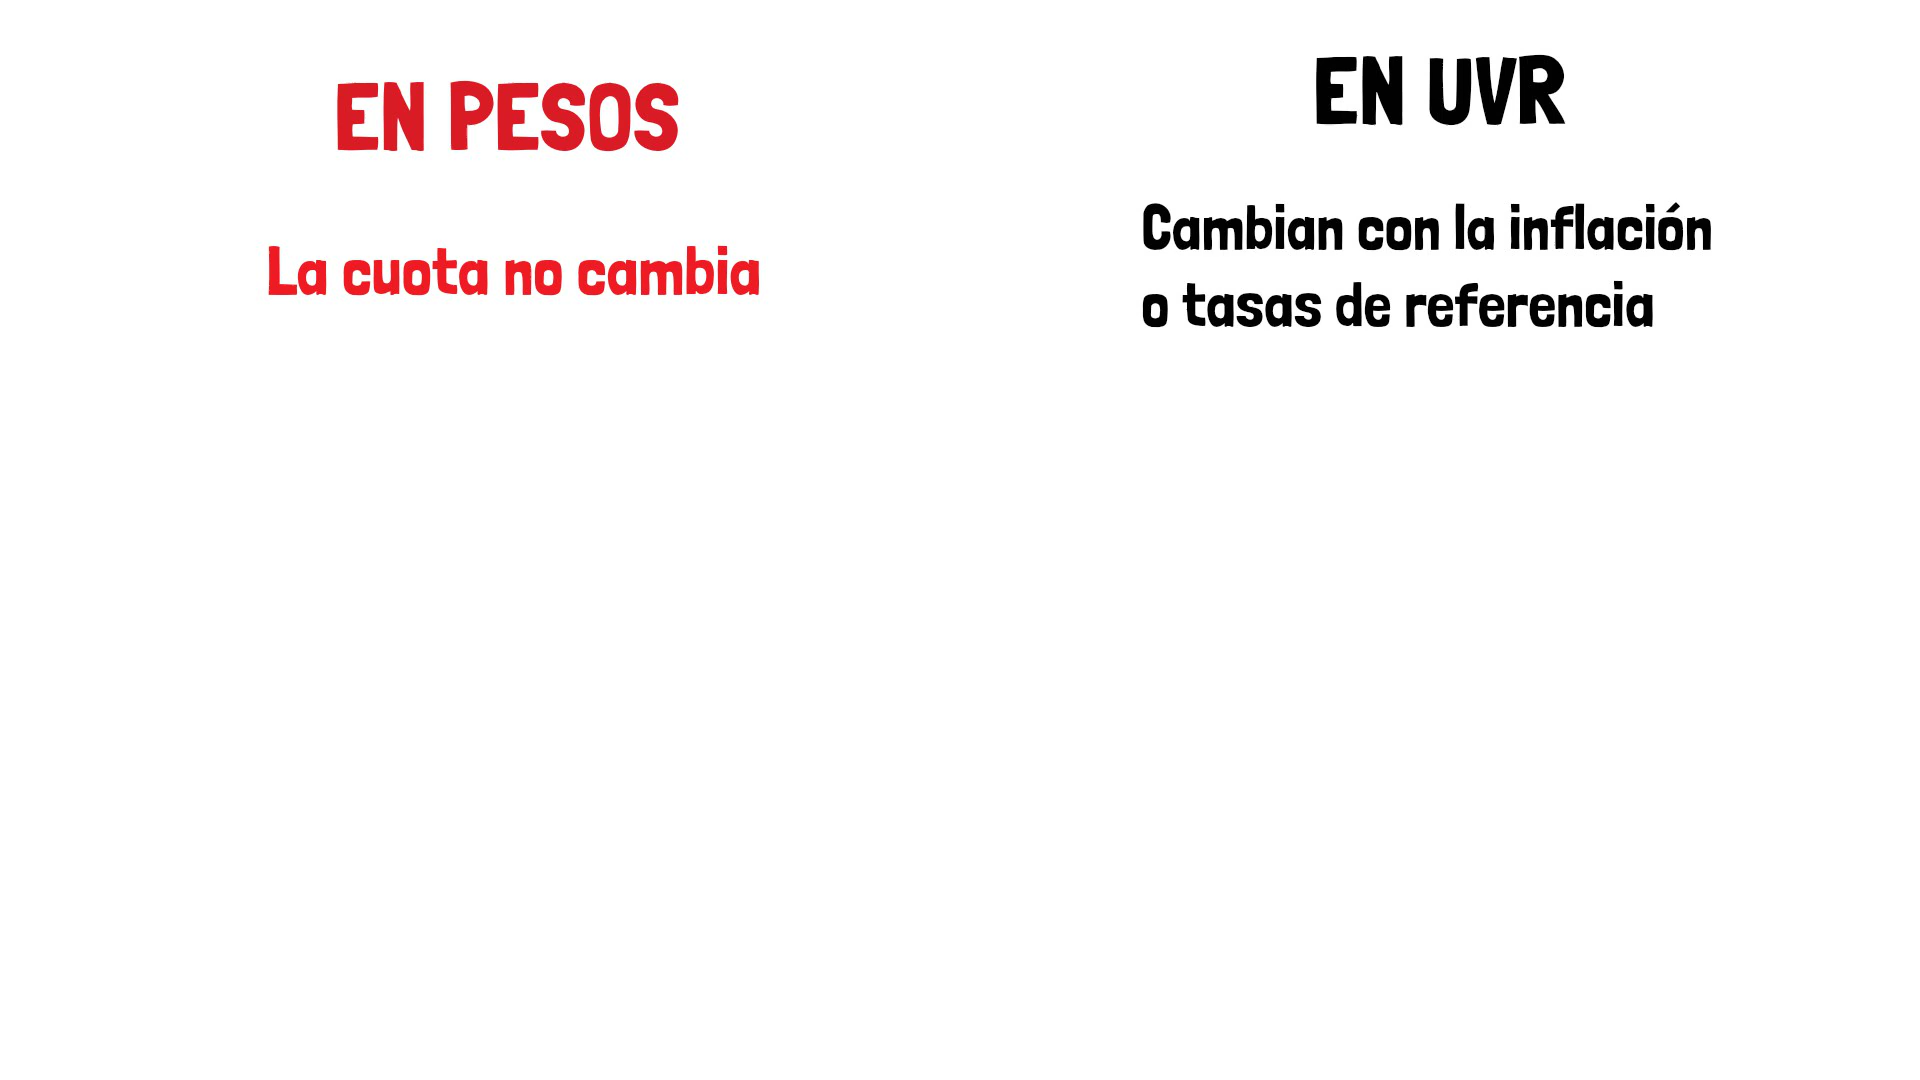 EN PESOS
La cuota no cambia
EN UVR
Cambian con la inflación
o tasas de referencia